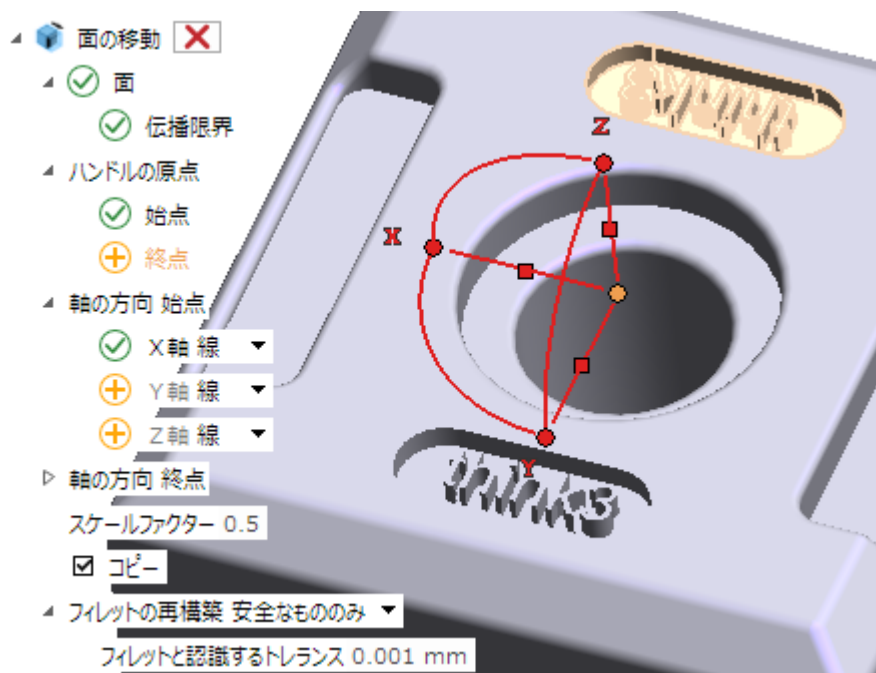 面の移動
面
伝播限界
ハンドルの原点
始点
終点
軸の方向 始点
X軸 線
Y軸 線
Z軸 線
軸の方向 終点
スケールファクター 0.5
コピー
フィレットの再構築 安全なもののみ
フィレットと認識するトレランス 0.001 mm
Z
X
Y